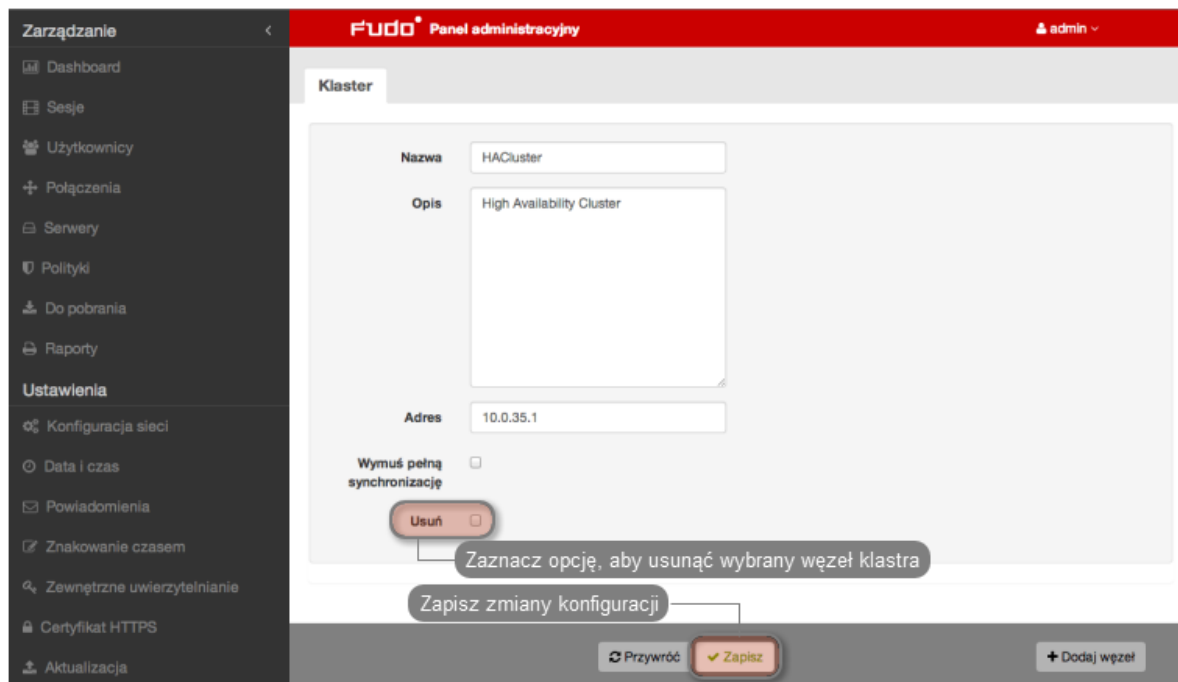 Zarządzanie
Dashboard
Sesje
Użytkownicy
Połączenia
Serwery
Polityki
Do pobrania
Raporty
Ustawienia
Konfiguracja sieci
Data i czas
Powiadomienia
Znakowanie czasem
Zewnętrzne uwierzytelnianie
Certyfikat HTTPS
Aktualizacja
FUDO Panel administracyjny
admin
Klaster
Nazwa HACluster
Opis High Availability Cluster
Adres 10.0.35.1
Wymuś pełną
synchronizację
Usuń
Zaznacz opcję, aby usunąć wybrany węzeł klastra
Zapisz zmiany konfiguracji
Przywróć Zapisz + Dodaj węzeł